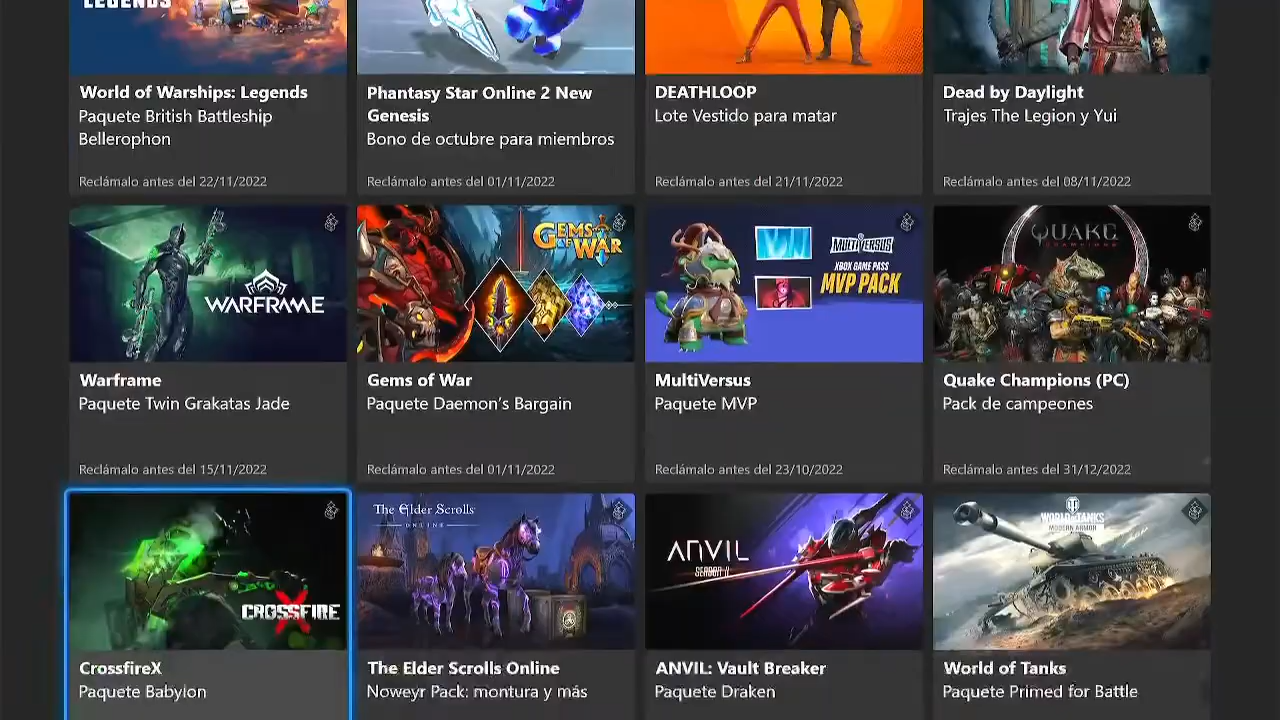 LEGENDS
World of Warships: Legends
Paquete British Battleship
Bellerophon
Reclámalo antes del 22/11/2022
Phantasy Star Online 2 New
Genesis
Bono de octubre para miembros
Reclámalo antes del 01/11/2022
DEATHLOOP
Lote Vestido para matar
Reclámalo antes del 21/11/2022
Dead by Daylight
Trajes The Legion y Yui
Reclámalo antes del 08/11/2022
WARFRAME
Warframe
Paquete Twin Grakatas Jade
Reclámalo antes del 15/11/2022
GEMS
OF WAR
Gems of War
Paquete Daemon’s Bargain
Reclámalo antes del 01/11/2022
MULTIVERSUS
XBOX GAME PASS
MVP PACK
MultiVersus
Paquete MVP
Reclámalo antes del 23/10/2022
QUAKE
CHAMPIONS
Quake Champions (PC)
Pack de campeones
Reclámalo antes del 31/12/2022
CROSSFIRE
CrossfireX
Paquete Babylon
The Elder Scrolls
ONLINE
The Elder Scrolls Online
Noweyr Pack: montura y más
ANVIL
SEASON II
ANVIL: Vault Breaker
Paquete Draken
WORLD OF TANKS
MODERN ARMOR
World of Tanks
Paquete Primed for Battle